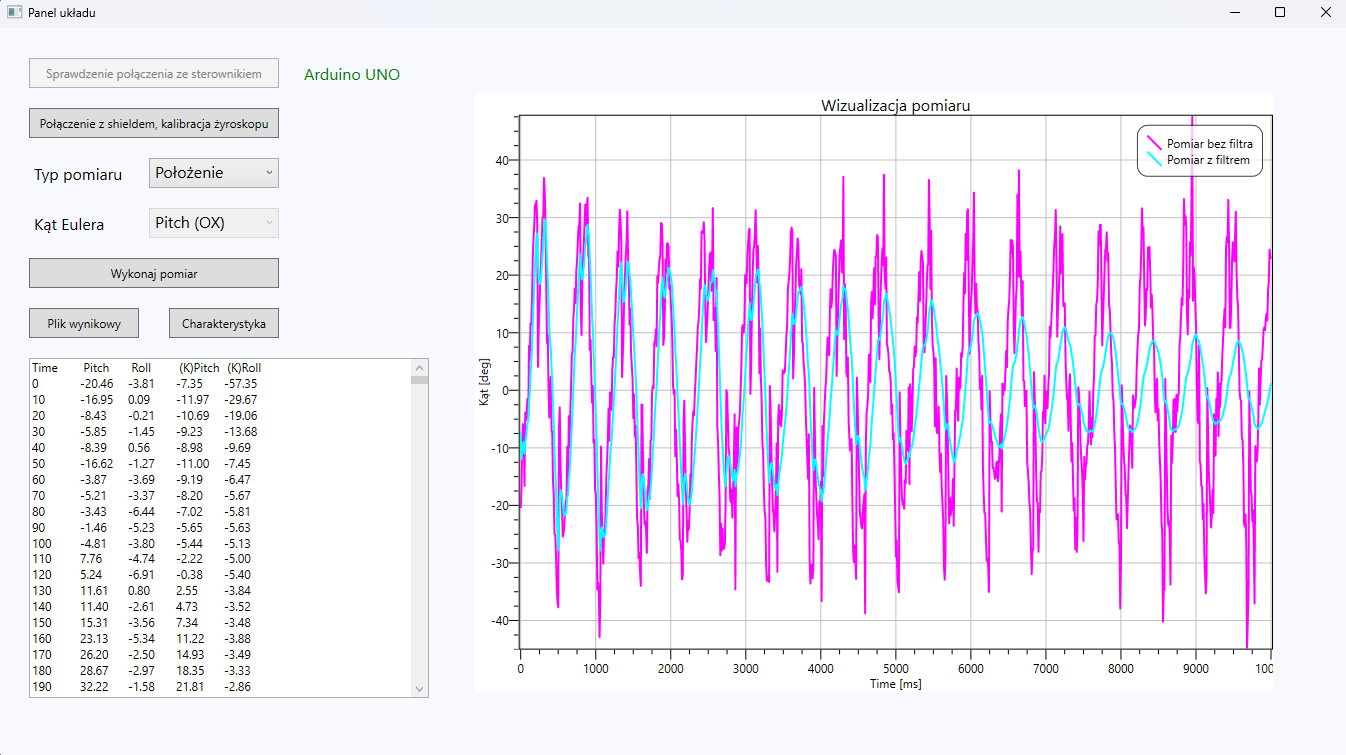 Panel układu
Sprawdzenie połączenia ze sterownikiem
Arduino UNO
Połączenie z shieldem, kalibracja żyroskopu
Typ pomiaru
Położenie
Kąt Eulera
Pitch (OX)
Wykonaj pomiar
Plik wynikowy
Charakterystyka
Time Pitch Roll (K)Pitch (K)Roll
0 -20.46 -3.81 -7.35 -57.35
10 -16.95 0.09 -11.97 -29.67
20 -8.43 -0.21 -10.69 -19.06
30 -5.85 -1.45 -9.23 -13.68
40 -8.39 0.56 -8.98 -9.69
50 -16.62 -1.27 -11.00 -7.45
60 -3.87 -3.69 -9.19 -6.47
70 -5.21 -3.37 -8.20 -5.67
80 -3.43 -6.44 -7.02 -5.81
90 -1.46 -5.23 -5.65 -5.63
100 -4.81 -3.80 -5.44 -5.13
110 7.76 -4.74 -2.22 -5.00
120 5.24 -6.91 -0.38 -5.40
130 11.61 0.80 2.55 -3.84
140 11.40 -2.61 4.73 -3.52
150 15.31 -3.56 7.34 -3.48
160 23.13 -5.34 11.22 -3.88
170 26.20 -2.50 14.93 -3.49
180 28.67 -2.97 18.35 -3.33
190 32.22 -1.58 21.81 -2.86
Wizualizacja pomiaru
Pomiar bez filtra
Pomiar z filtrem
Kąt [deg]
40
30
20
10
0
-10
-20
-30
-40
0 1000 2000 3000 4000 5000 6000 7000 8000 9000 100
Time [ms]